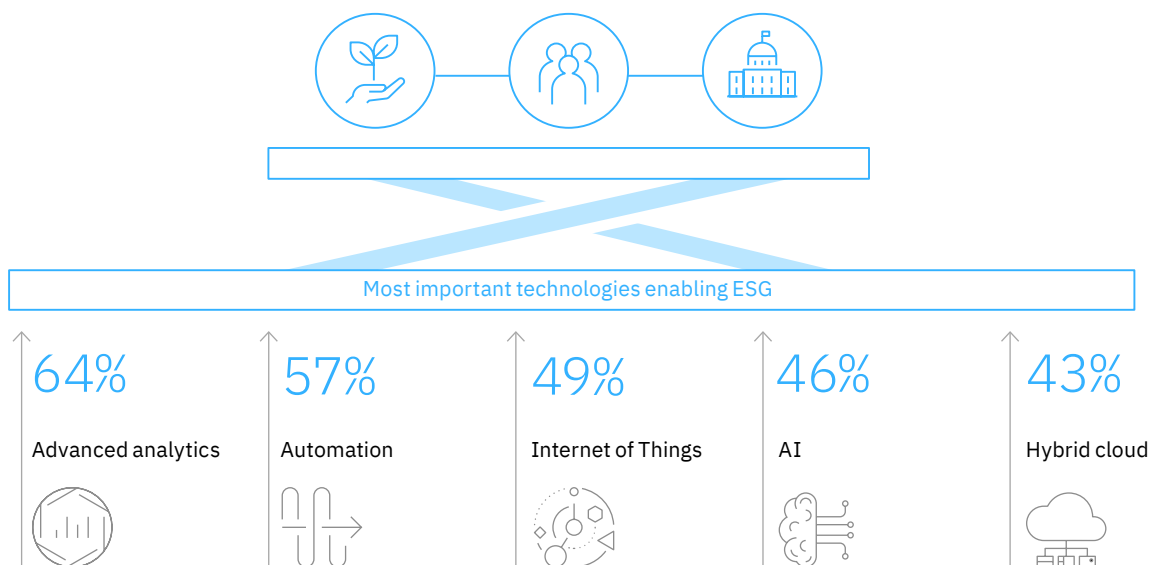 Most important technologies enabling ESG
64%
57%
49%
46%
43%
Advanced analytics
Automation
Internet of Things
AI
Hybrid cloud